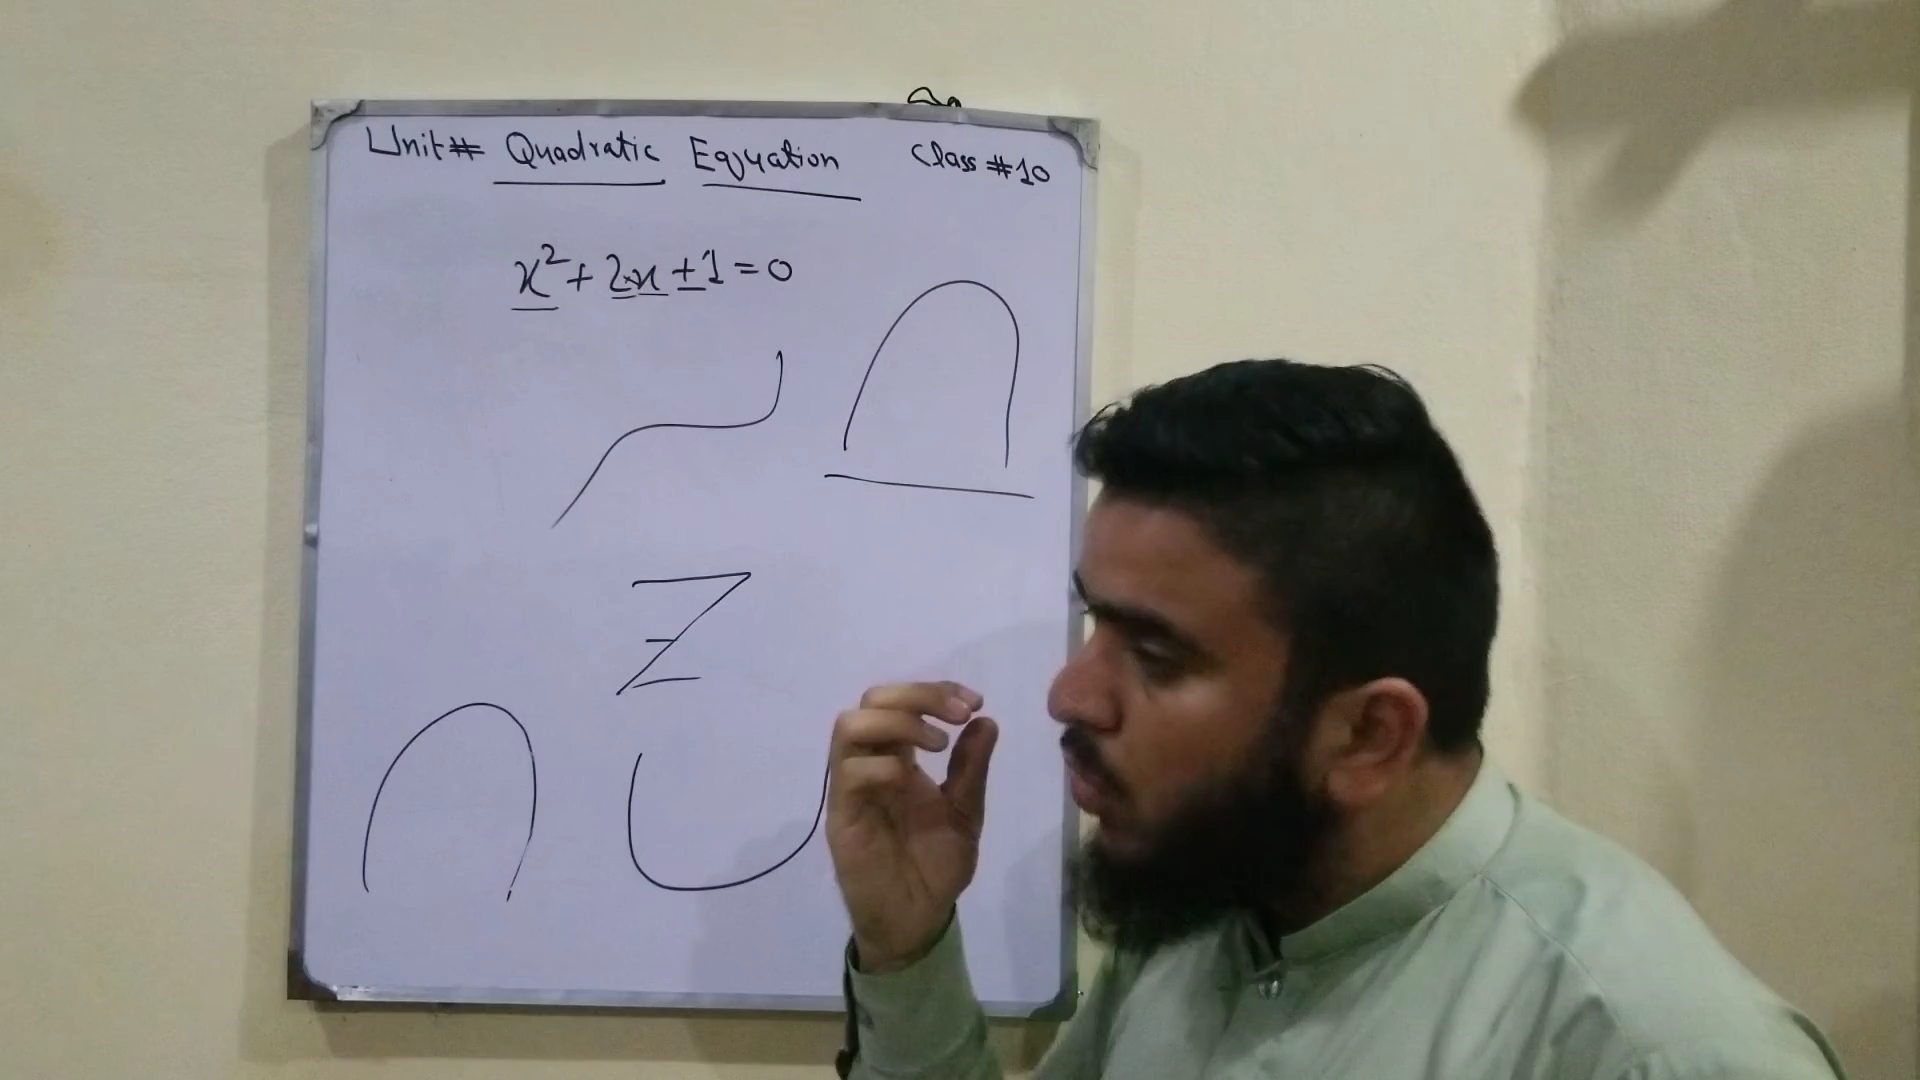 Unit# Quadratic Equation Class #10
x² + 2x + 1 = 0
Z